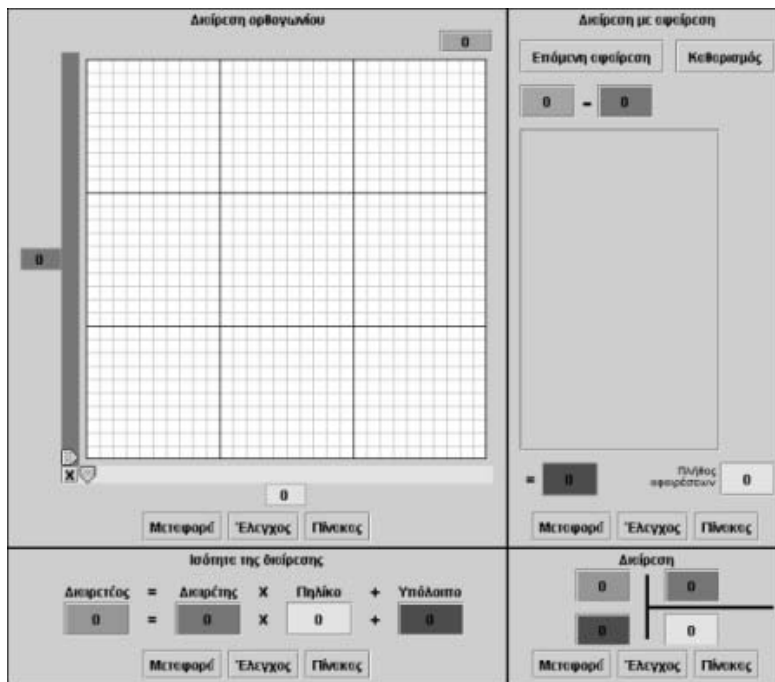 Διαίρεση ορθογωνίου
0
0
X
0
Μεταφορά Έλεγχος Πίνακας
Διαίρεση με αφαίρεση
Επόμενη αφαίρεση Καθαρισμός
0 - 0
= 0 Πλήθος
αφαιρέσεων 0
Μεταφορά Έλεγχος Πίνακας
Ισότητα της διαίρεσης
Διαιρετέος = Διαιρέτης X Πηλίκο + Υπόλοιπο
0 = 0 X 0 + 0
Μεταφορά Έλεγχος Πίνακας
Διαίρεση
0 0
0 0
Μεταφορά Έλεγχος Πίνακας